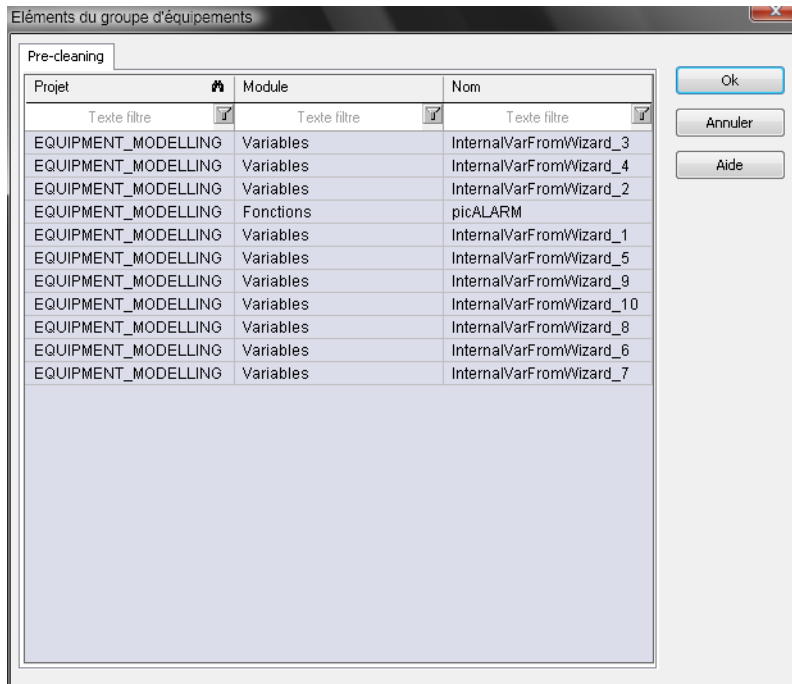 Eléments du groupe d'équipements
Pre-cleaning
Projet Module Nom
Texte filtre Texte filtre Texte filtre
EQUIPMENT_MODELLING Variables InternalVarFromWizard_3
EQUIPMENT_MODELLING Variables InternalVarFromWizard_4
EQUIPMENT_MODELLING Variables InternalVarFromWizard_2
EQUIPMENT_MODELLING Fonctions picALARM
EQUIPMENT_MODELLING Variables InternalVarFromWizard_1
EQUIPMENT_MODELLING Variables InternalVarFromWizard_5
EQUIPMENT_MODELLING Variables InternalVarFromWizard_9
EQUIPMENT_MODELLING Variables InternalVarFromWizard_10
EQUIPMENT_MODELLING Variables InternalVarFromWizard_8
EQUIPMENT_MODELLING Variables InternalVarFromWizard_6
EQUIPMENT_MODELLING Variables InternalVarFromWizard_7
Ok
Annuler
Aide